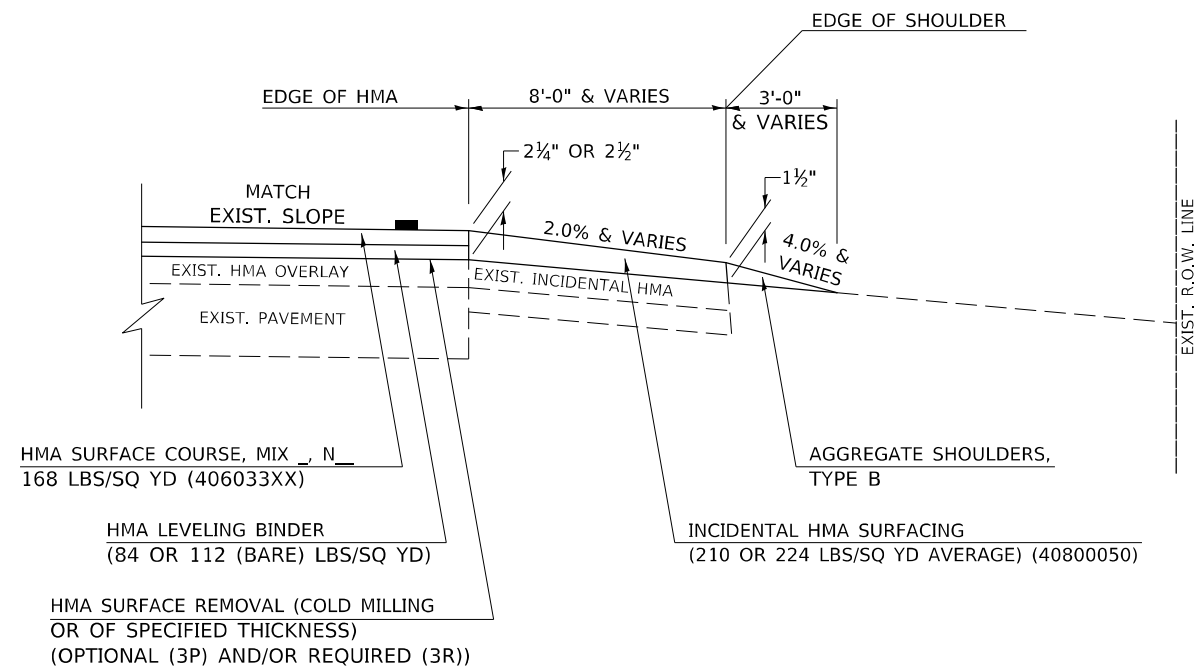 EDGE OF SHOULDER
EDGE OF HMA
8'-0" & VARIES
3'-0"
& VARIES
2¼" OR 2½"
1½"
MATCH
EXIST. SLOPE
2.0% & VARIES
4.0% &
VARIES
EXIST. HMA OVERLAY
EXIST. INCIDENTAL HMA
EXIST. PAVEMENT
EXIST. R.O.W. LINE
HMA SURFACE COURSE, MIX _, N__
168 LBS/SQ YD (406033XX)
AGGREGATE SHOULDERS,
TYPE B
HMA LEVELING BINDER
(84 OR 112 (BARE) LBS/SQ YD)
INCIDENTAL HMA SURFACING
(210 OR 224 LBS/SQ YD AVERAGE) (40800050)
HMA SURFACE REMOVAL (COLD MILLING
OR OF SPECIFIED THICKNESS)
(OPTIONAL (3P) AND/OR REQUIRED (3R))